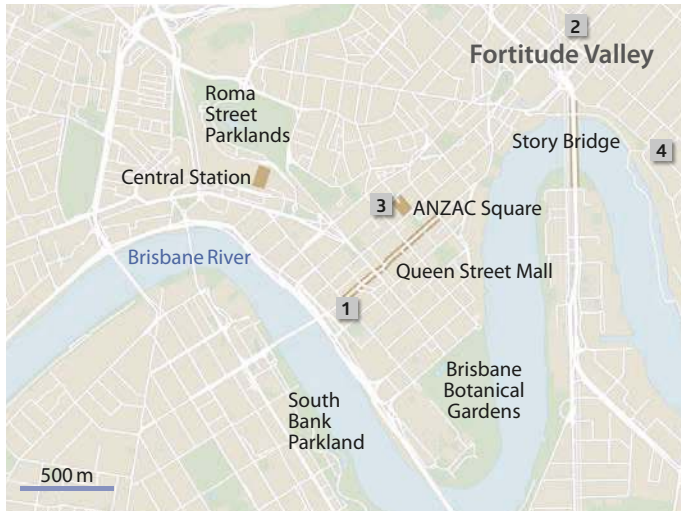 2
Fortitude Valley
Roma
Street
Parklands
Story Bridge
4
Central Station
3
ANZAC Square
Brisbane River
Queen Street Mall
1
Brisbane
Botanical
Gardens
South
Bank
Parkland
500 m